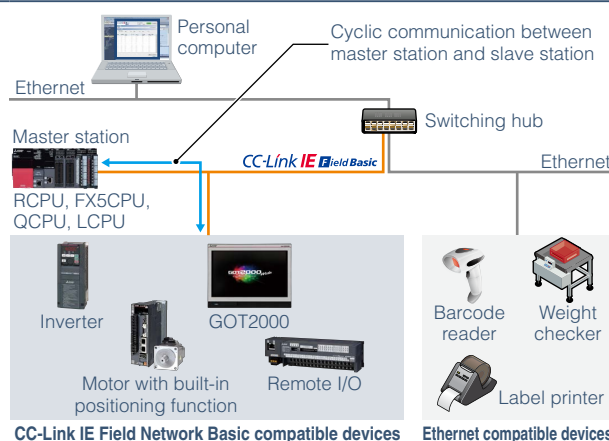 Personal
computer
Cyclic communication between
master station and slave station
Ethernet
Switching hub
Master station
CC-Link IE Field Basic
Ethernet
RCPU, FX5CPU,
QCPU, LCPU
GOT2000
Inverter
GOT2000
Motor with built-in
positioning function
Remote I/O
Barcode
reader
Weight
checker
Label printer
CC-Link IE Field Network Basic compatible devices
Ethernet compatible devices